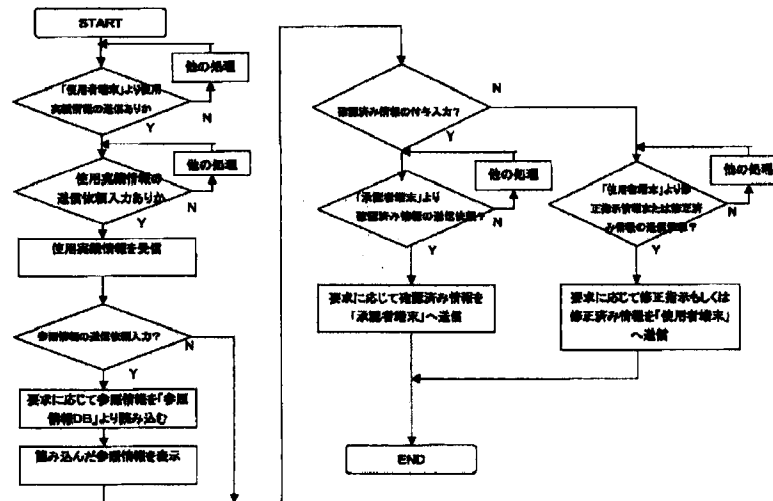 START
他の処理
「使用者端末」より使用
実績情報の送信ありか
N
Y
他の処理
使用実績情報の
送信依頼入力ありか
N
Y
使用実績情報を受信
参照情報の送信依頼入力?
N
Y
要求に応じて参照情報を「参照
情報DB」より読み込む
読み込んだ参照情報を表示
確認済み情報の付与入力?
N
Y
他の処理
「承認者端末」より
確認済み情報の送信依頼?
N
Y
要求に応じて確認済み情報を
「承認者端末」へ送信
他の処理
「使用者端末」より修
正指示情報または修正済
み情報の送信依頼?
N
Y
要求に応じて修正指示もしくは
修正済み情報を「使用者端末」
へ送信
END